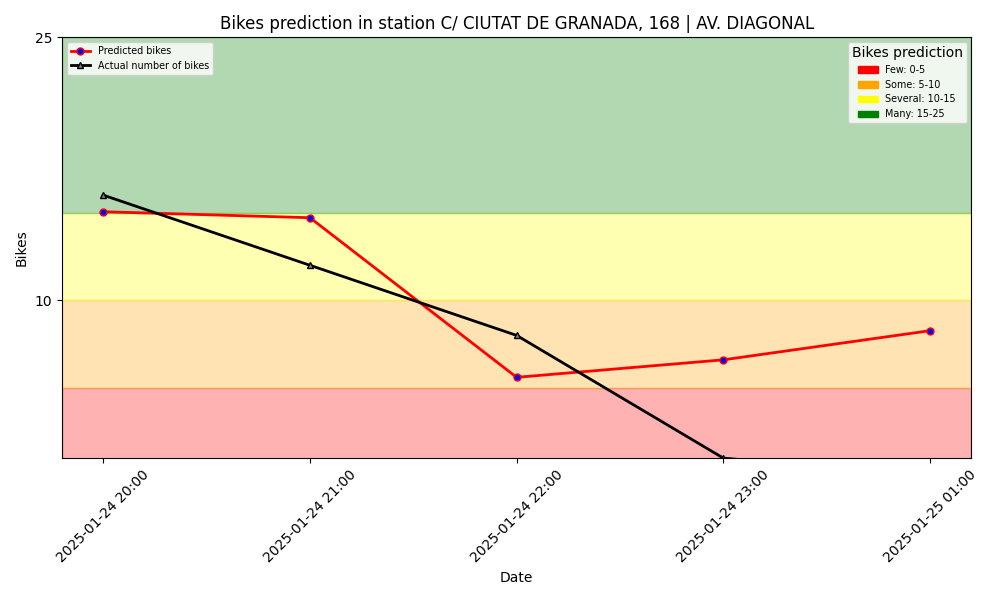 Bikes prediction in station C/ CIUTAT DE GRANADA, 168 | AV. DIAGONAL
25
10
Bikes
Predicted bikes
Actual number of bikes
Bikes prediction
Few: 0-5
Some: 5-10
Several: 10-15
Many: 15-25
2025-01-24 20:00
2025-01-24 21:00
2025-01-24 22:00
2025-01-24 23:00
2025-01-25 01:00
Date